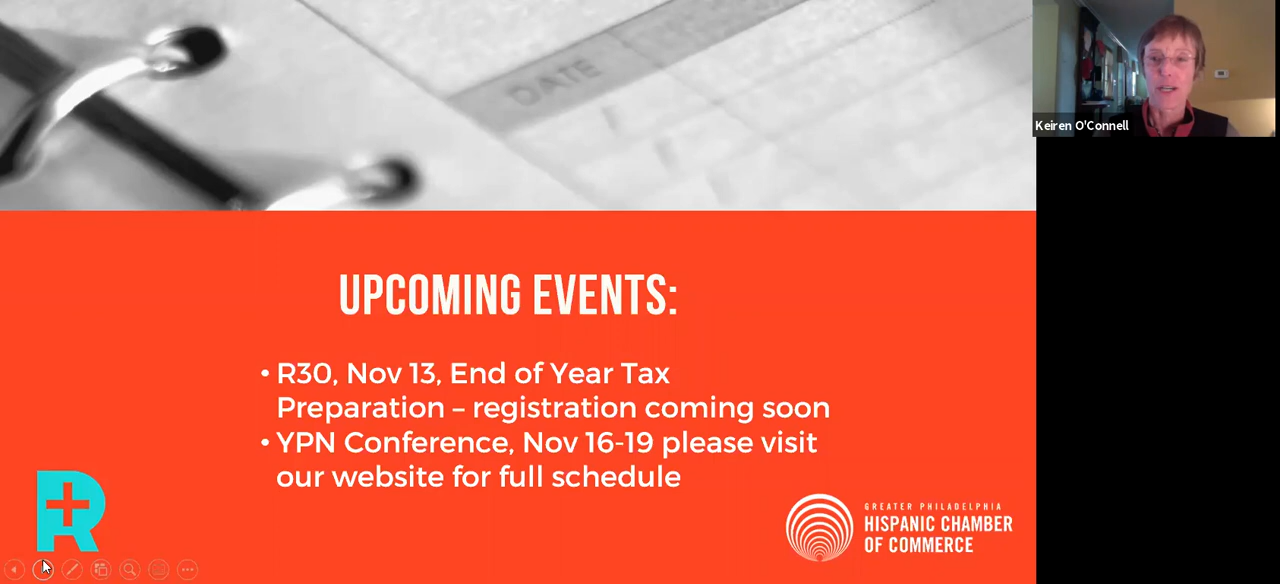 DATE
Keiren O'Connell
UPCOMING EVENTS:
• R30, Nov 13, End of Year Tax
Preparation – registration coming soon
• YPN Conference, Nov 16-19 please visit
our website for full schedule
R
GREATER PHILADELPHIA
HISPANIC CHAMBER
OF COMMERCE